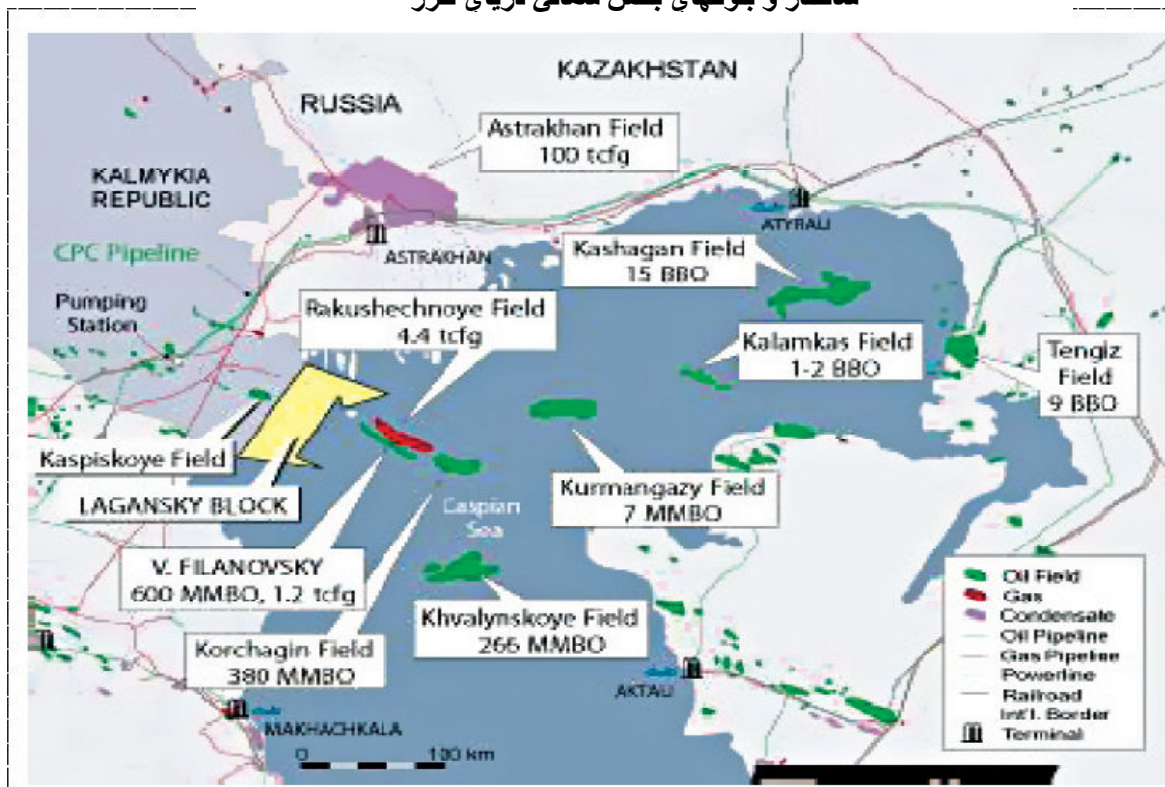 KAZAKHSTAN
RUSSIA
Astrakhan Field
100 tcfg
KALMYKIA
REPUBLIC
ATYRAU
CPC Pipeline
ASTRAKHAN
Kashagan Field
15 BBO
Pumping
Station
Rakushechnoye Field
4.4 tcfg
Kalamkas Field
1-2 BBO
Tengiz
Field
9 BBO
Kaspiskoye Field
LAGANSKY BLOCK
Kurmangazy Field
7 MMBO
Caspian
Sea
V. FILANOVSKY
600 MMBO, 1.2 tcfg
Khvalynskoye Field
266 MMBO
Korchagin Field
380 MMBO
AKTAU
MAKHACHKALA
0 100 km
Oil Field
Gas
Condensate
Oil Pipeline
Gas Pipeline
Powerline
Railroad
Int'l. Border
Terminal